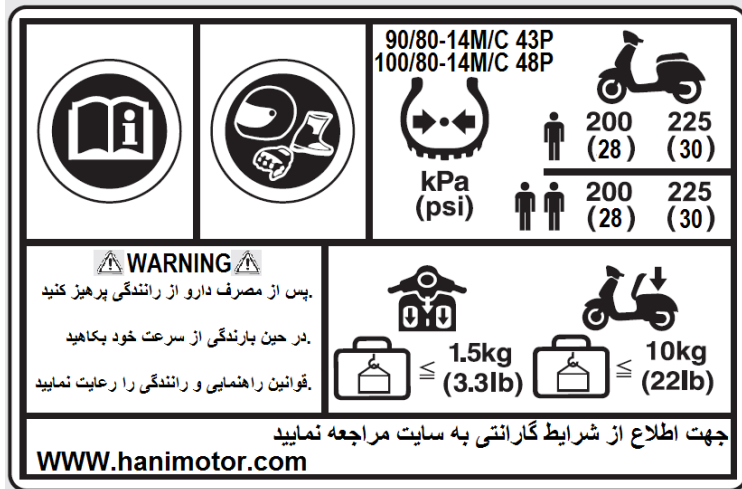 90/80-14M/C 43P
100/80-14M/C 48P
200 225
(28) (30)
kPa
(psi)
200 225
(28) (30)
WARNING
.پس از مصرف دارو از رانندگی پرهیز کنید
.در حین بارندگی از سرعت خود بکاهید
.قوانین راهنمایی و رانندگی را رعایت نمایید
≦ 1.5kg
(3.3lb)
≦ 10kg
(22lb)
جهت اطلاع از شرایط گارانتی به سایت مراجعه نمایید
WWW.hanimotor.com